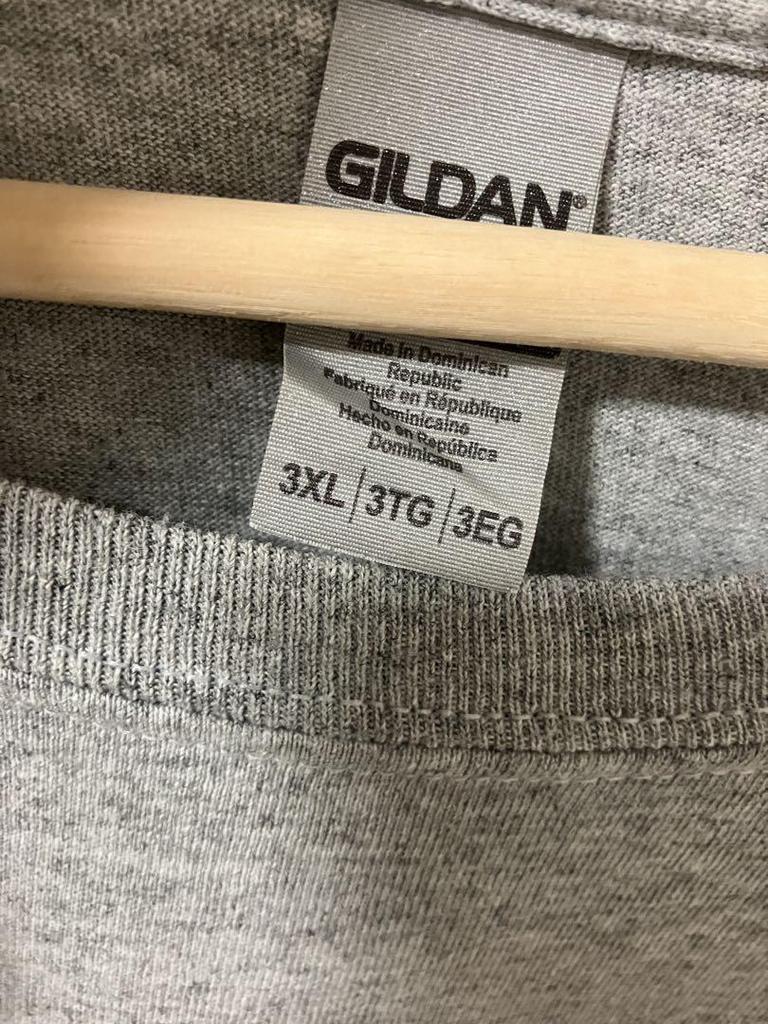 GILDAN®
Made in Dominican
Republic
Fabriqué en République
Dominicaine
Hecho en República
Dominicana
3XL | 3TG | 3EG